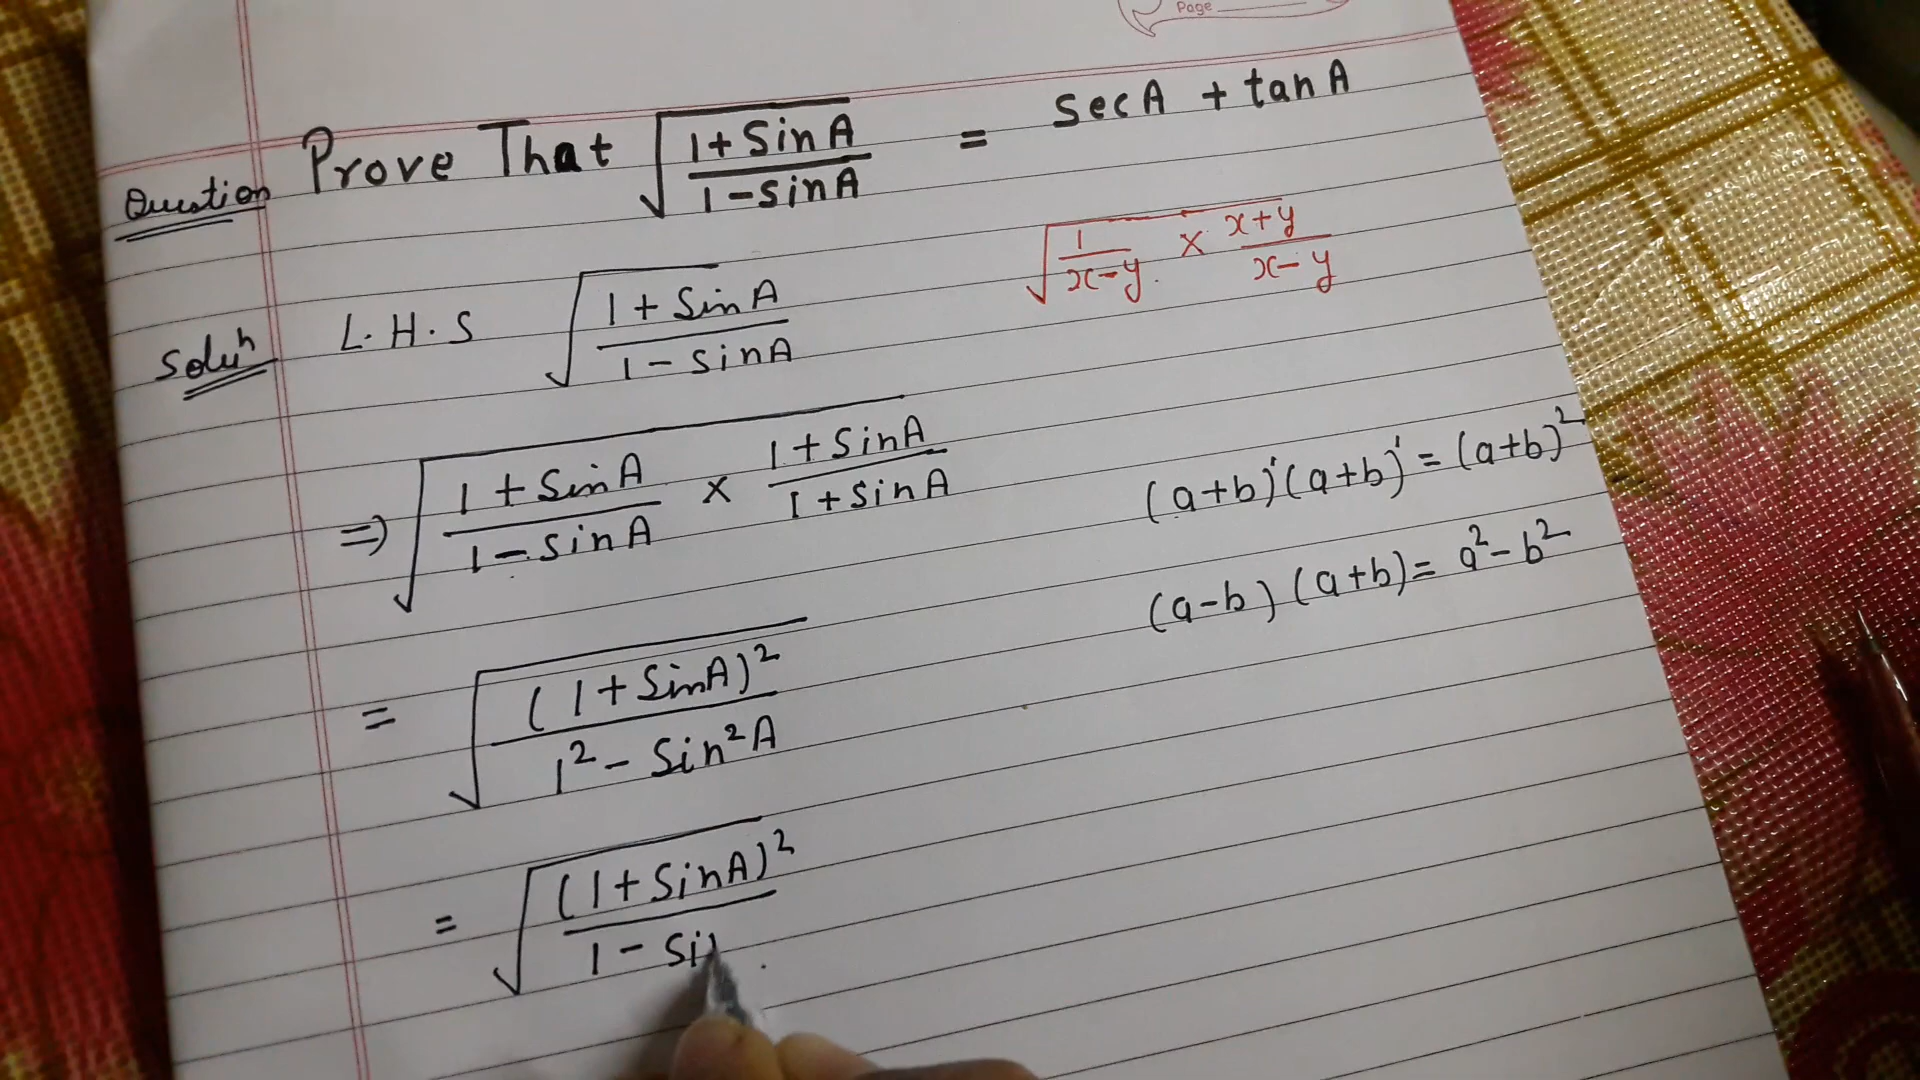 Page
Question Prove That √(1+SinA)/(1-sinA) = secA + tanA
√1/(x-y) × (x+y)/(x-y)
Soluⁿ L.H.S √(1+SinA)/(1-sinA)
⇒ √(1+SinA)/(1-sinA) × (1+SinA)/(1+SinA)
(a+b)¹(a+b)¹ = (a+b)²
(a-b)(a+b) = a²-b²
= √(1+SinA)²/(1²-Sin²A)
= √(1+SinA)²/(1-Si